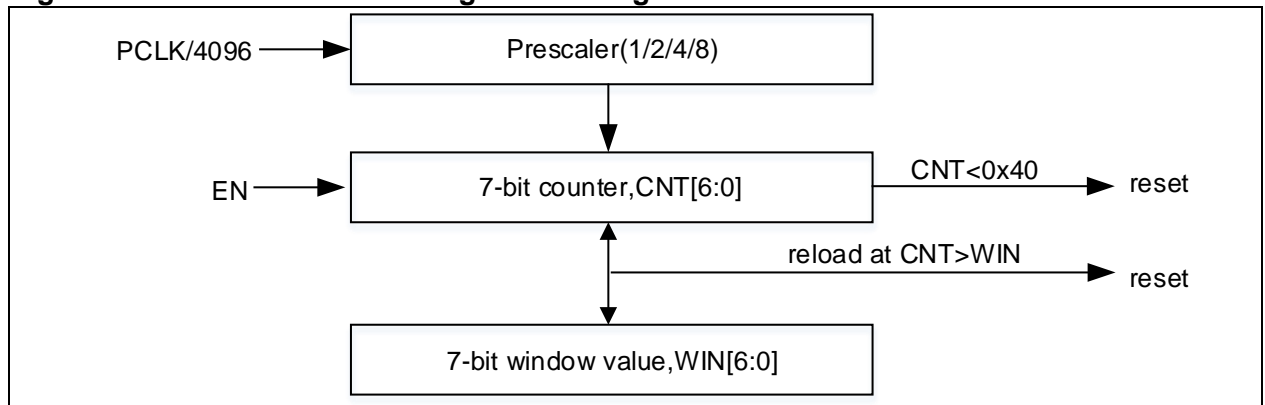 PCLK/4096
Prescaler(1/2/4/8)
EN
7-bit counter,CNT[6:0]
CNT<0x40
reset
reload at CNT>WIN
reset
7-bit window value,WIN[6:0]